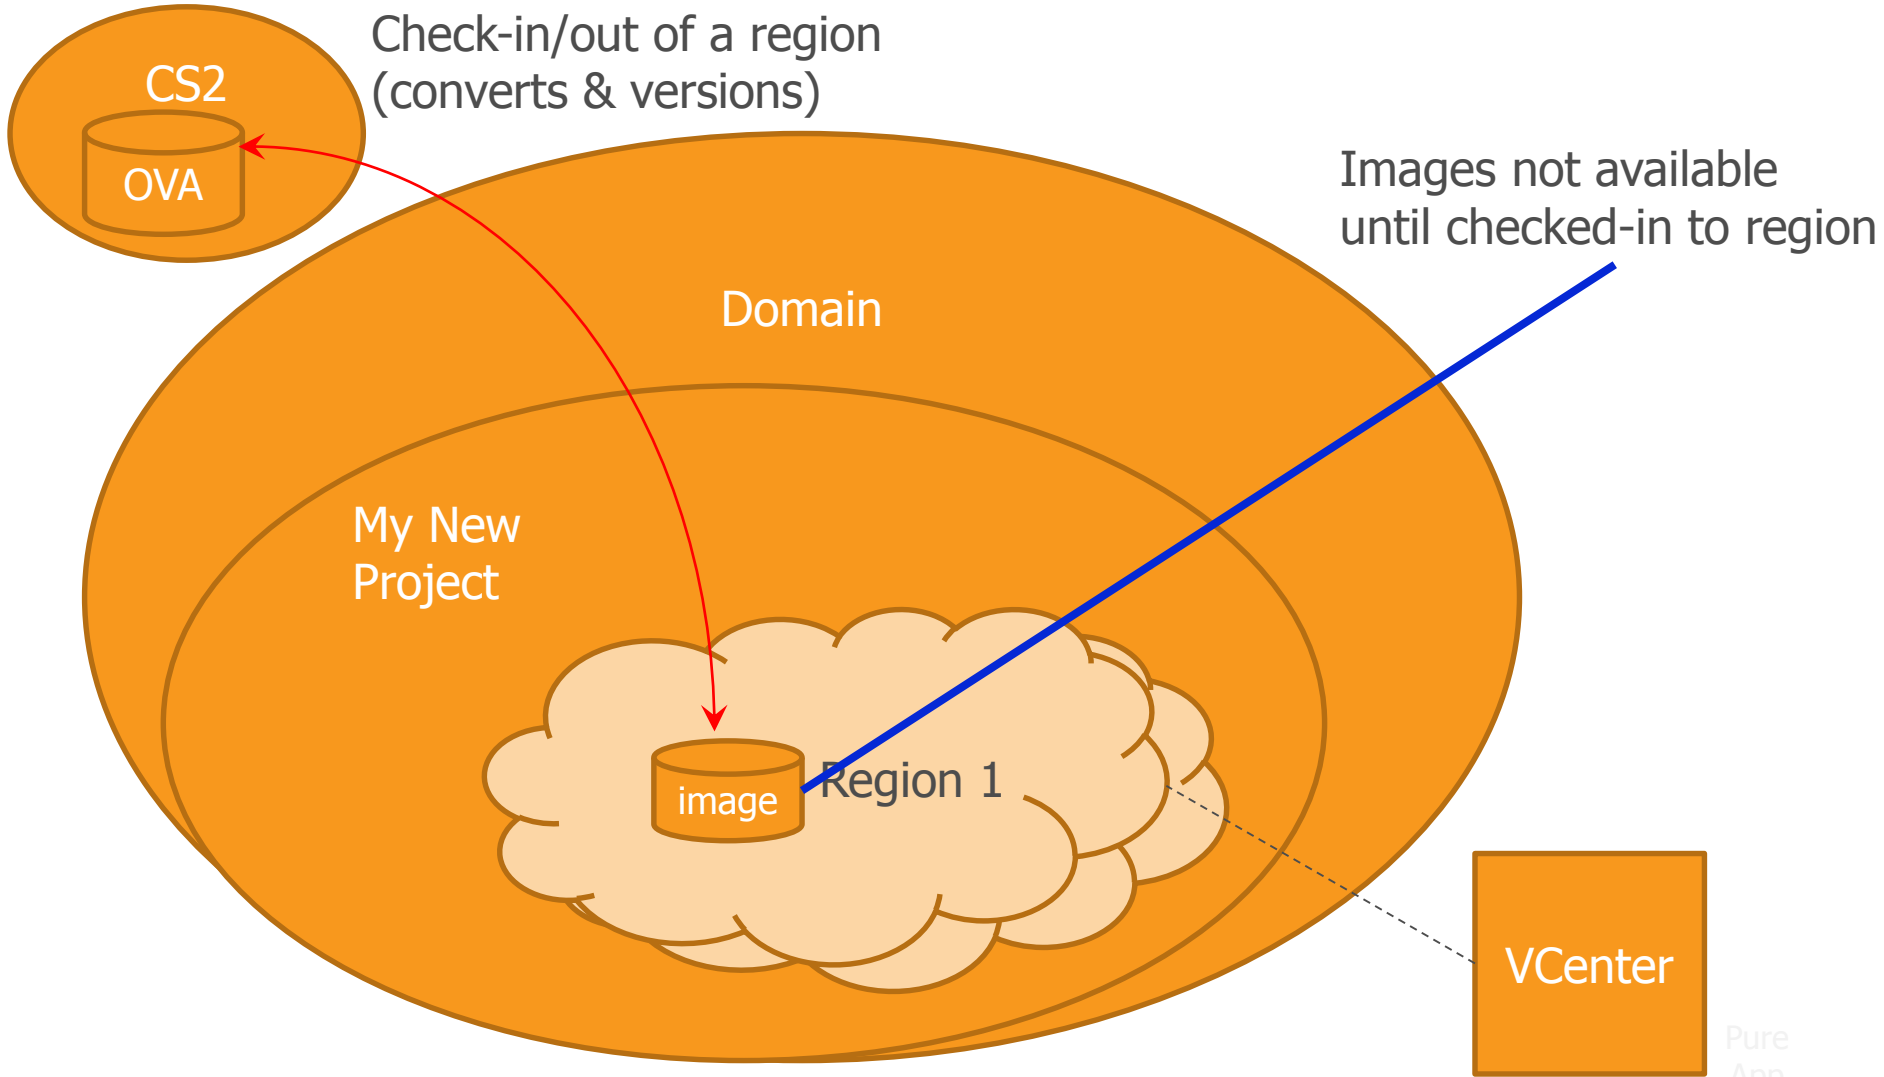 Check-in/out of a region
(converts & versions)
CS2
OVA
Images not available
until checked-in to region
Domain
My New
Project
image
Region 1
VCenter
Pure
App